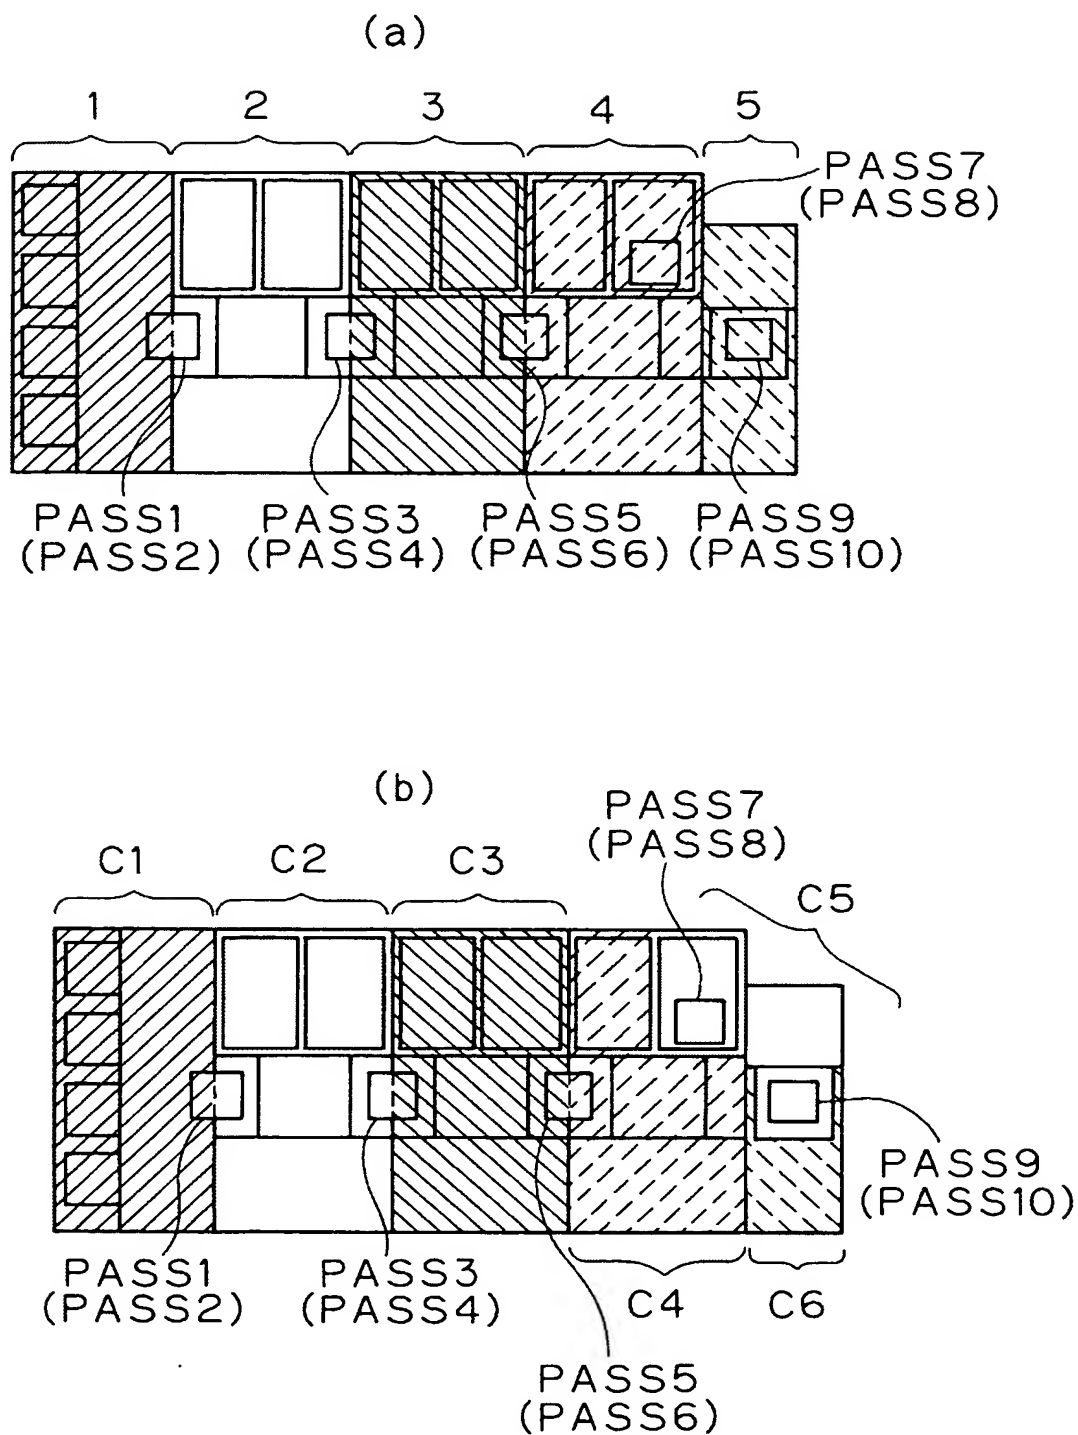 (a)
1 2 3 4 5
PASS7
(PASS8)
PASS1 PASS3 PASS5 PASS9
(PASS2) (PASS4) (PASS6) (PASS10)
(b)
PASS7
(PASS8)
C1 C2 C3
C5
PASS9
(PASS10)
PASS1 PASS3
(PASS2) (PASS4)
C4 C6
PASS5
(PASS6)